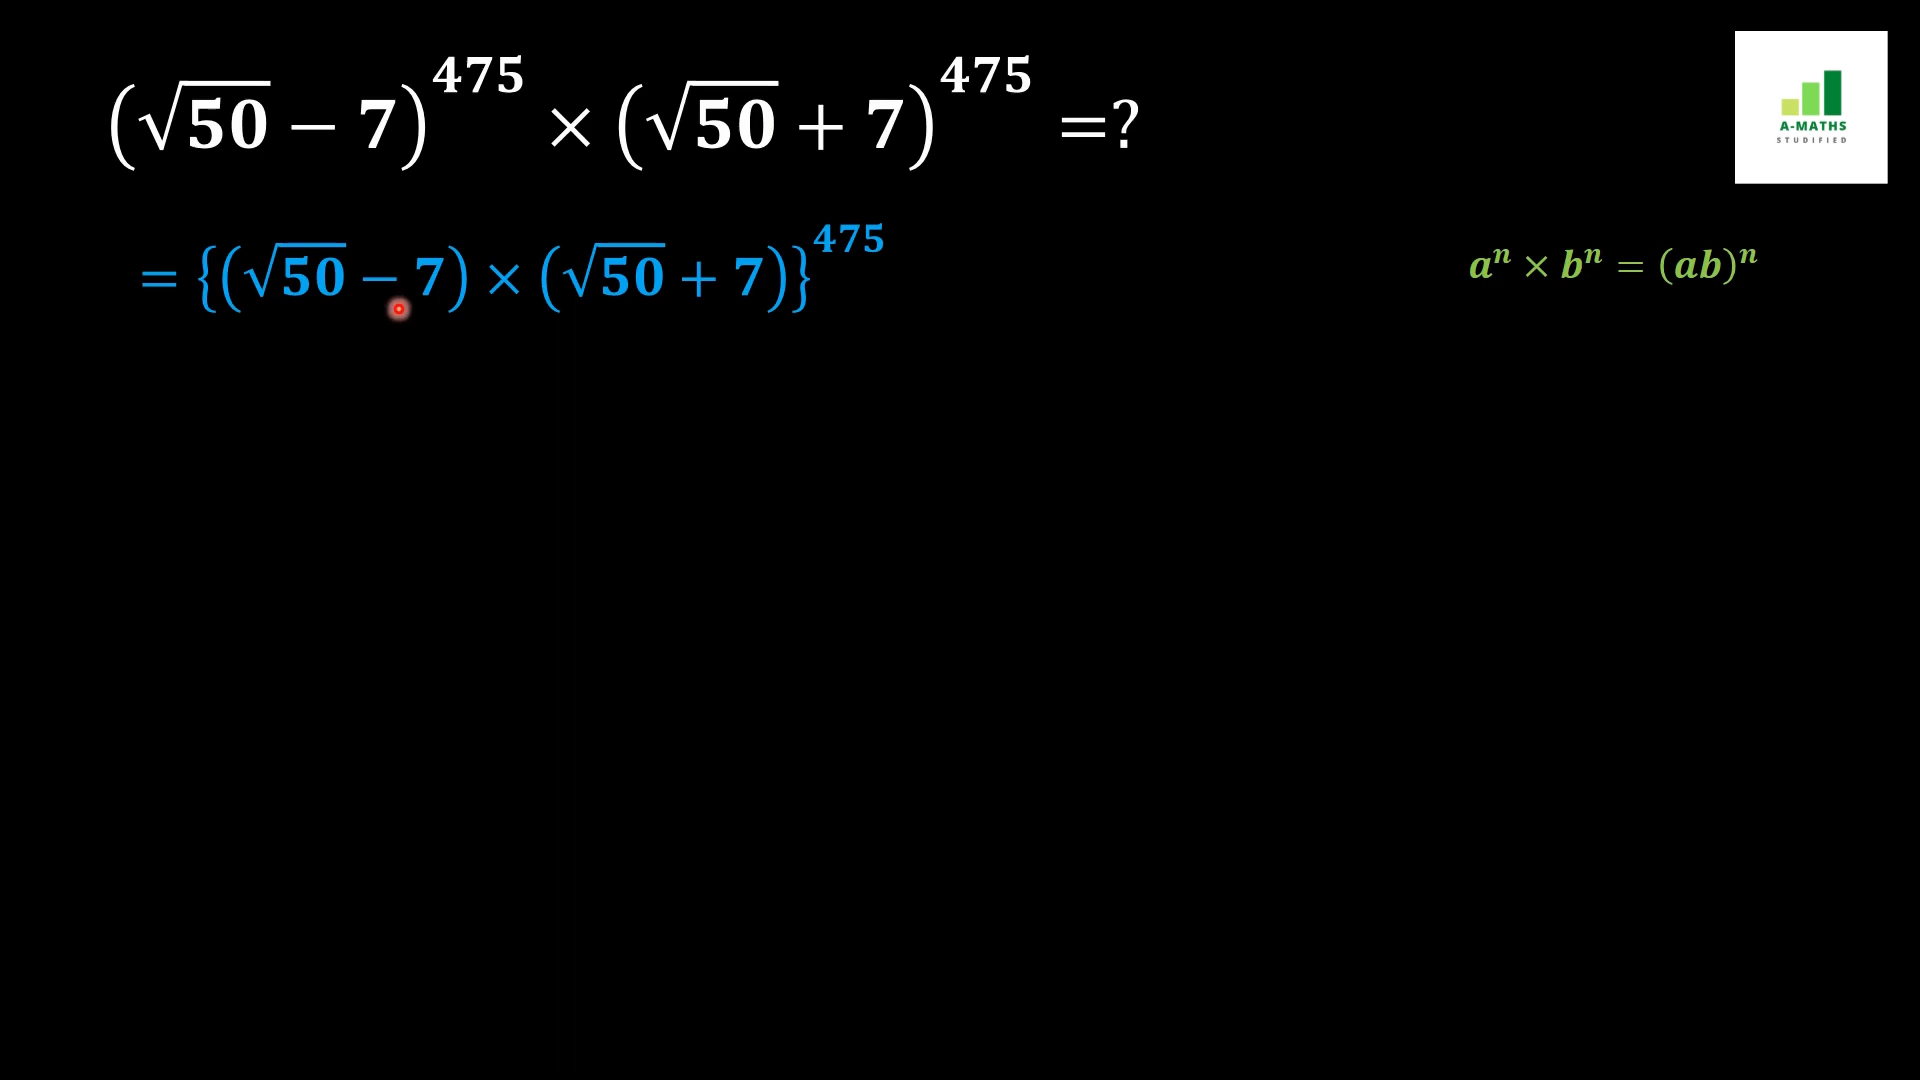 (√50 − 7)^475 × (√50 + 7)^475 =?
A-MATHS
STUDIFIED
= {(√50 − 7) × (√50 + 7)}^475
a^n × b^n = (ab)^n